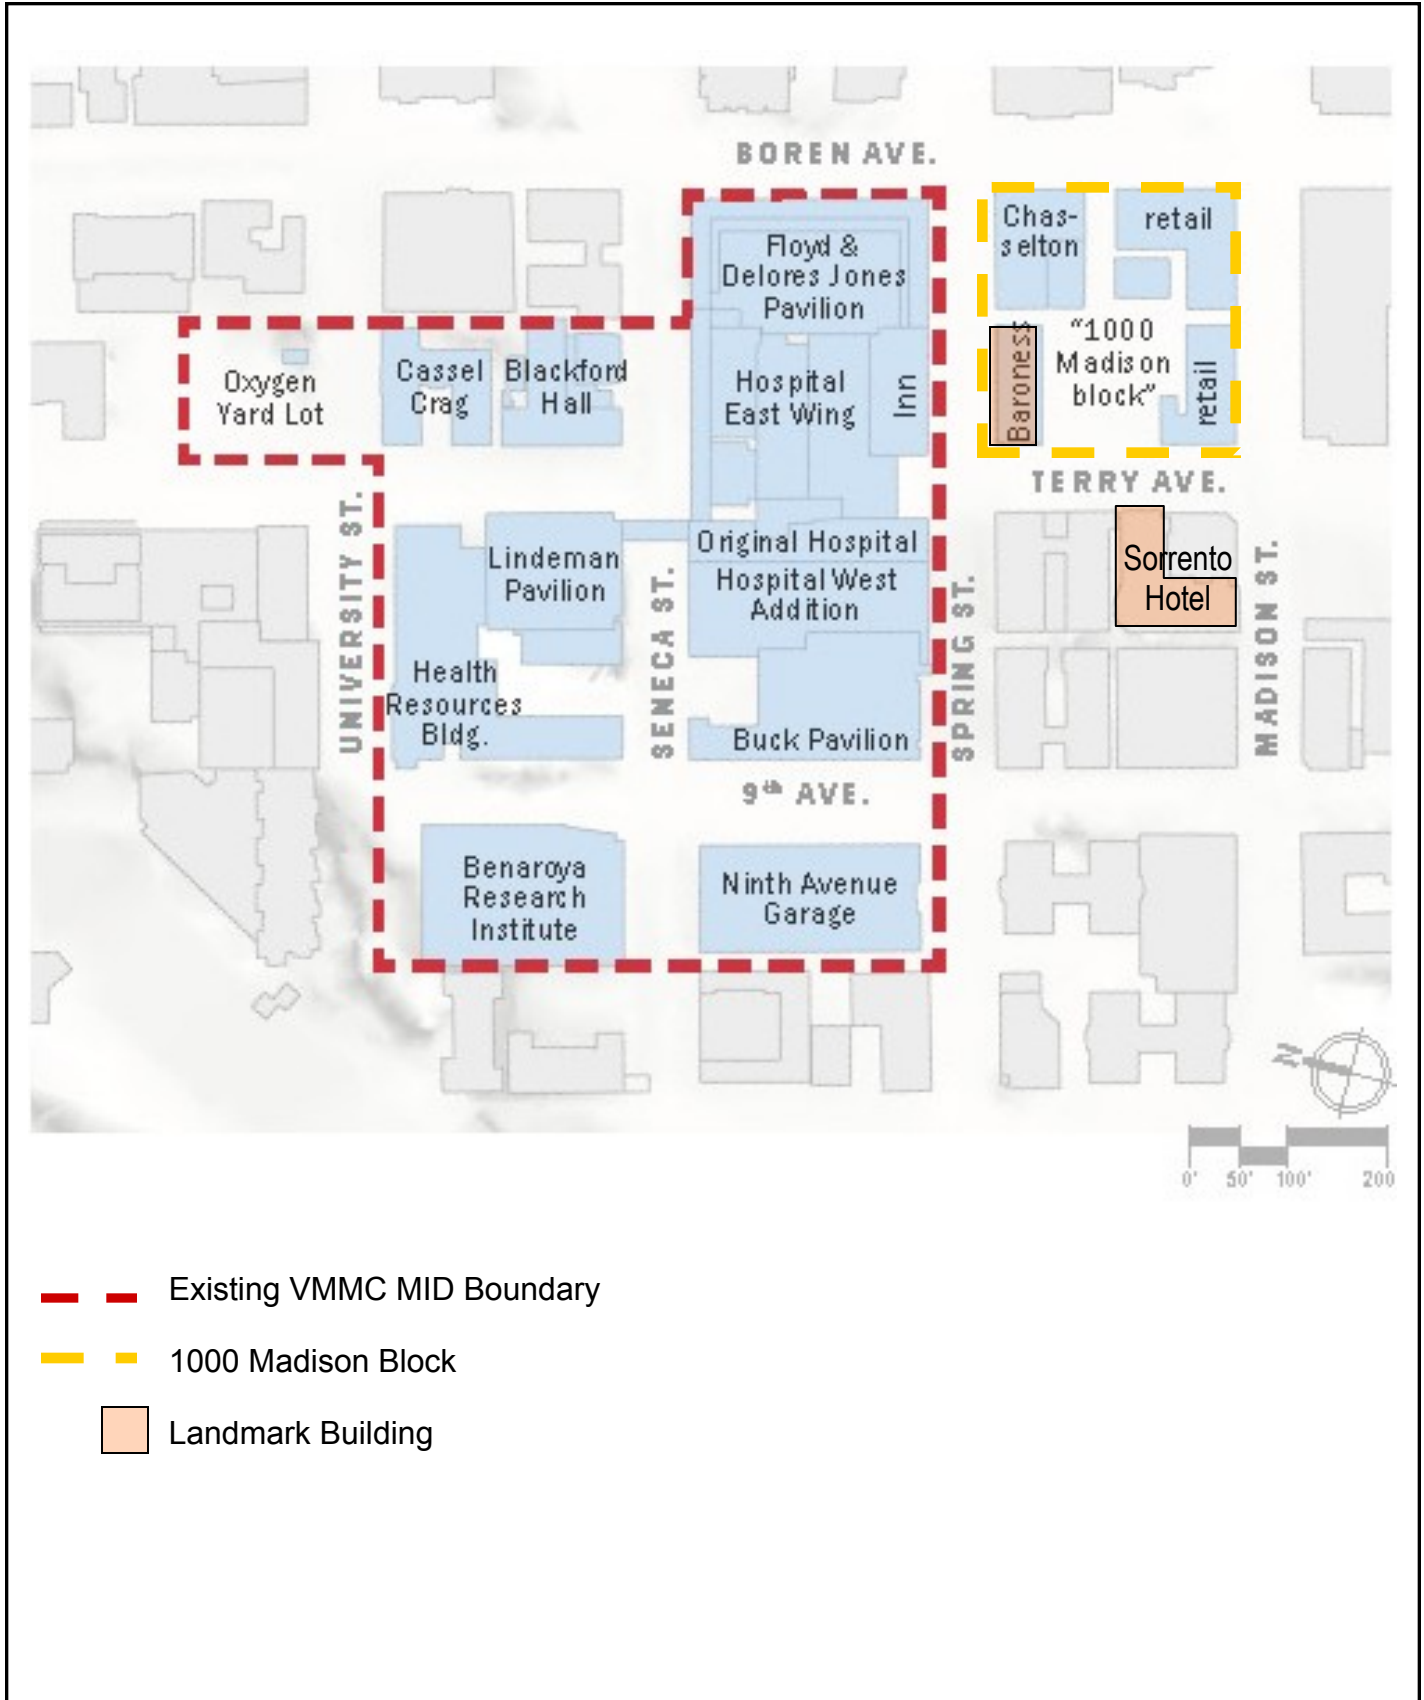 BOREN AVE.
Chas-
selton
retail
Floyd &
Delores Jones
Pavilion
"1000
Madison
block"
Baroness
retail
Oxygen
Yard Lot
Cassel
Crag
Blackford
Hall
Hospital
East Wing
Inn
TERRY AVE.
UNIVERSITY ST.
Lindeman
Pavilion
SENECA ST.
Original Hospital
Hospital West
Addition
SPRING ST.
Sorrento
Hotel
MADISON ST.
Health
Resources
Bldg.
Buck Pavilion
9th AVE.
Benaroya
Research
Institute
Ninth Avenue
Garage
N
0' 50' 100' 200
Existing VMMC MID Boundary
1000 Madison Block
Landmark Building